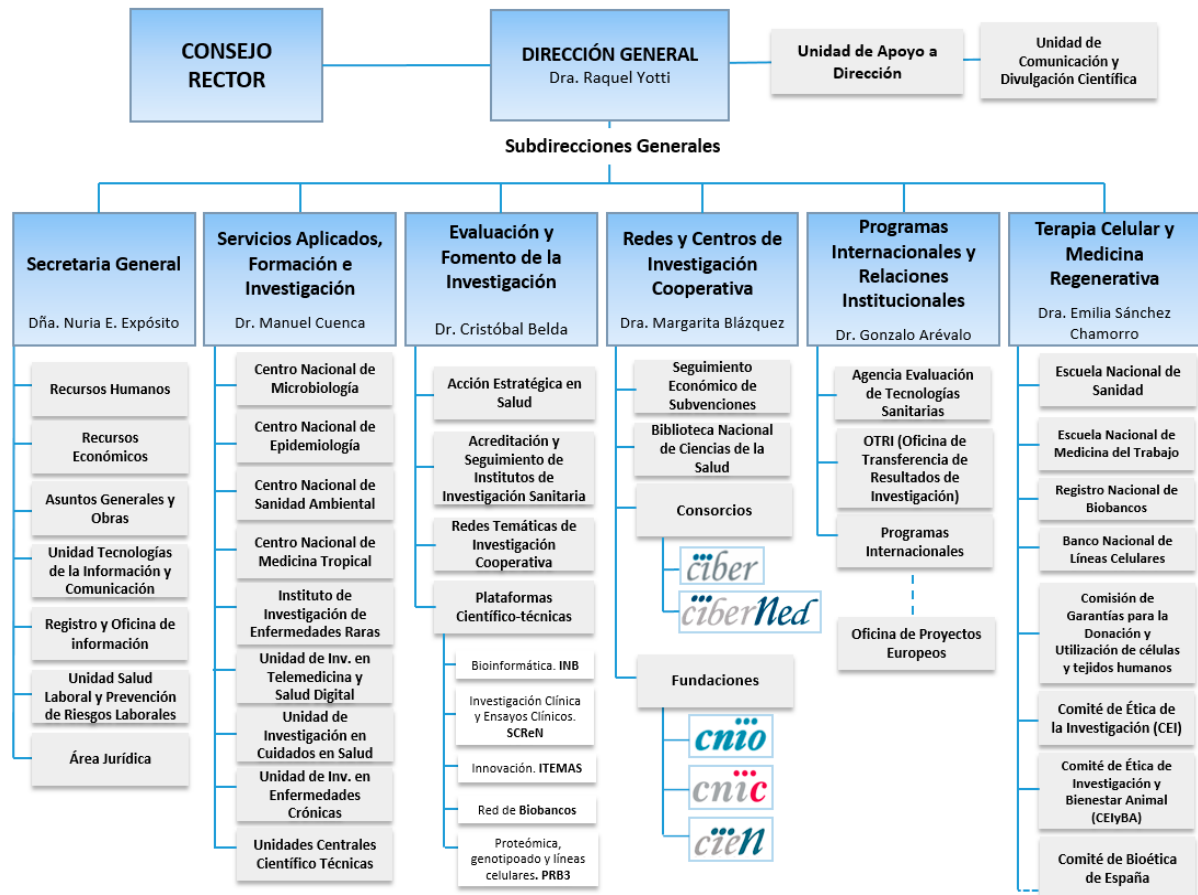 CONSEJO
RECTOR
DIRECCIÓN GENERAL
Dra. Raquel Yotti
Unidad de Apoyo a
Dirección
Unidad de
Comunicación y
Divulgación Científica
Subdirecciones Generales
Secretaria General
Dña. Nuria E. Expósito
Recursos Humanos
Recursos
Económicos
Asuntos Generales y
Obras
Unidad Tecnologías
de la Información y
Comunicación
Registro y Oficina de
información
Unidad Salud
Laboral y Prevención
de Riesgos Laborales
Área Jurídica
Servicios Aplicados,
Formación e
Investigación
Dr. Manuel Cuenca
Centro Nacional de
Microbiología
Centro Nacional de
Epidemiología
Centro Nacional de
Sanidad Ambiental
Centro Nacional de
Medicina Tropical
Instituto de
Investigación de
Enfermedades Raras
Unidad de Inv. en
Telemedicina y
Salud Digital
Unidad de
Investigación en
Cuidados en Salud
Unidad de Inv. en
Enfermedades
Crónicas
Unidades Centrales
Científico Técnicas
Evaluación y
Fomento de la
Investigación
Dr. Cristóbal Belda
Acción Estratégica en
Salud
Acreditación y
Seguimiento de
Institutos de
Investigación Sanitaria
Redes Temáticas de
Investigación
Cooperativa
Plataformas
Científico-técnicas
Bioinformática. INB
Investigación Clínica
y Ensayos Clínicos.
SCReN
Innovación. ITEMAS
Red de Biobancos
Proteómica,
genotipoado y líneas
celulares. PRB3
Redes y Centros de
Investigación
Cooperativa
Dra. Margarita Blázquez
Seguimiento
Económico de
Subvenciones
Biblioteca Nacional
de Ciencias de la
Salud
Consorcios
ciber
ciberNed
Fundaciones
cnio
cnic
cien
Programas
Internacionales y
Relaciones
Institucionales
Dr. Gonzalo Arévalo
Agencia Evaluación
de Tecnologías
Sanitarias
OTRI (Oficina de
Transferencia de
Resultados de
Investigación)
Programas
Internacionales
Oficina de Proyectos
Europeos
Terapia Celular y
Medicina
Regenerativa
Dra. Emilia Sánchez
Chamorro
Escuela Nacional de
Sanidad
Escuela Nacional de
Medicina del Trabajo
Registro Nacional de
Biobancos
Banco Nacional de
Líneas Celulares
Comisión de
Garantías para la
Donación y
Utilización de células
y tejidos humanos
Comité de Ética de
la Investigación (CEI)
Comité de Ética de
Investigación y
Bienestar Animal
(CEIyBA)
Comité de Bioética
de España